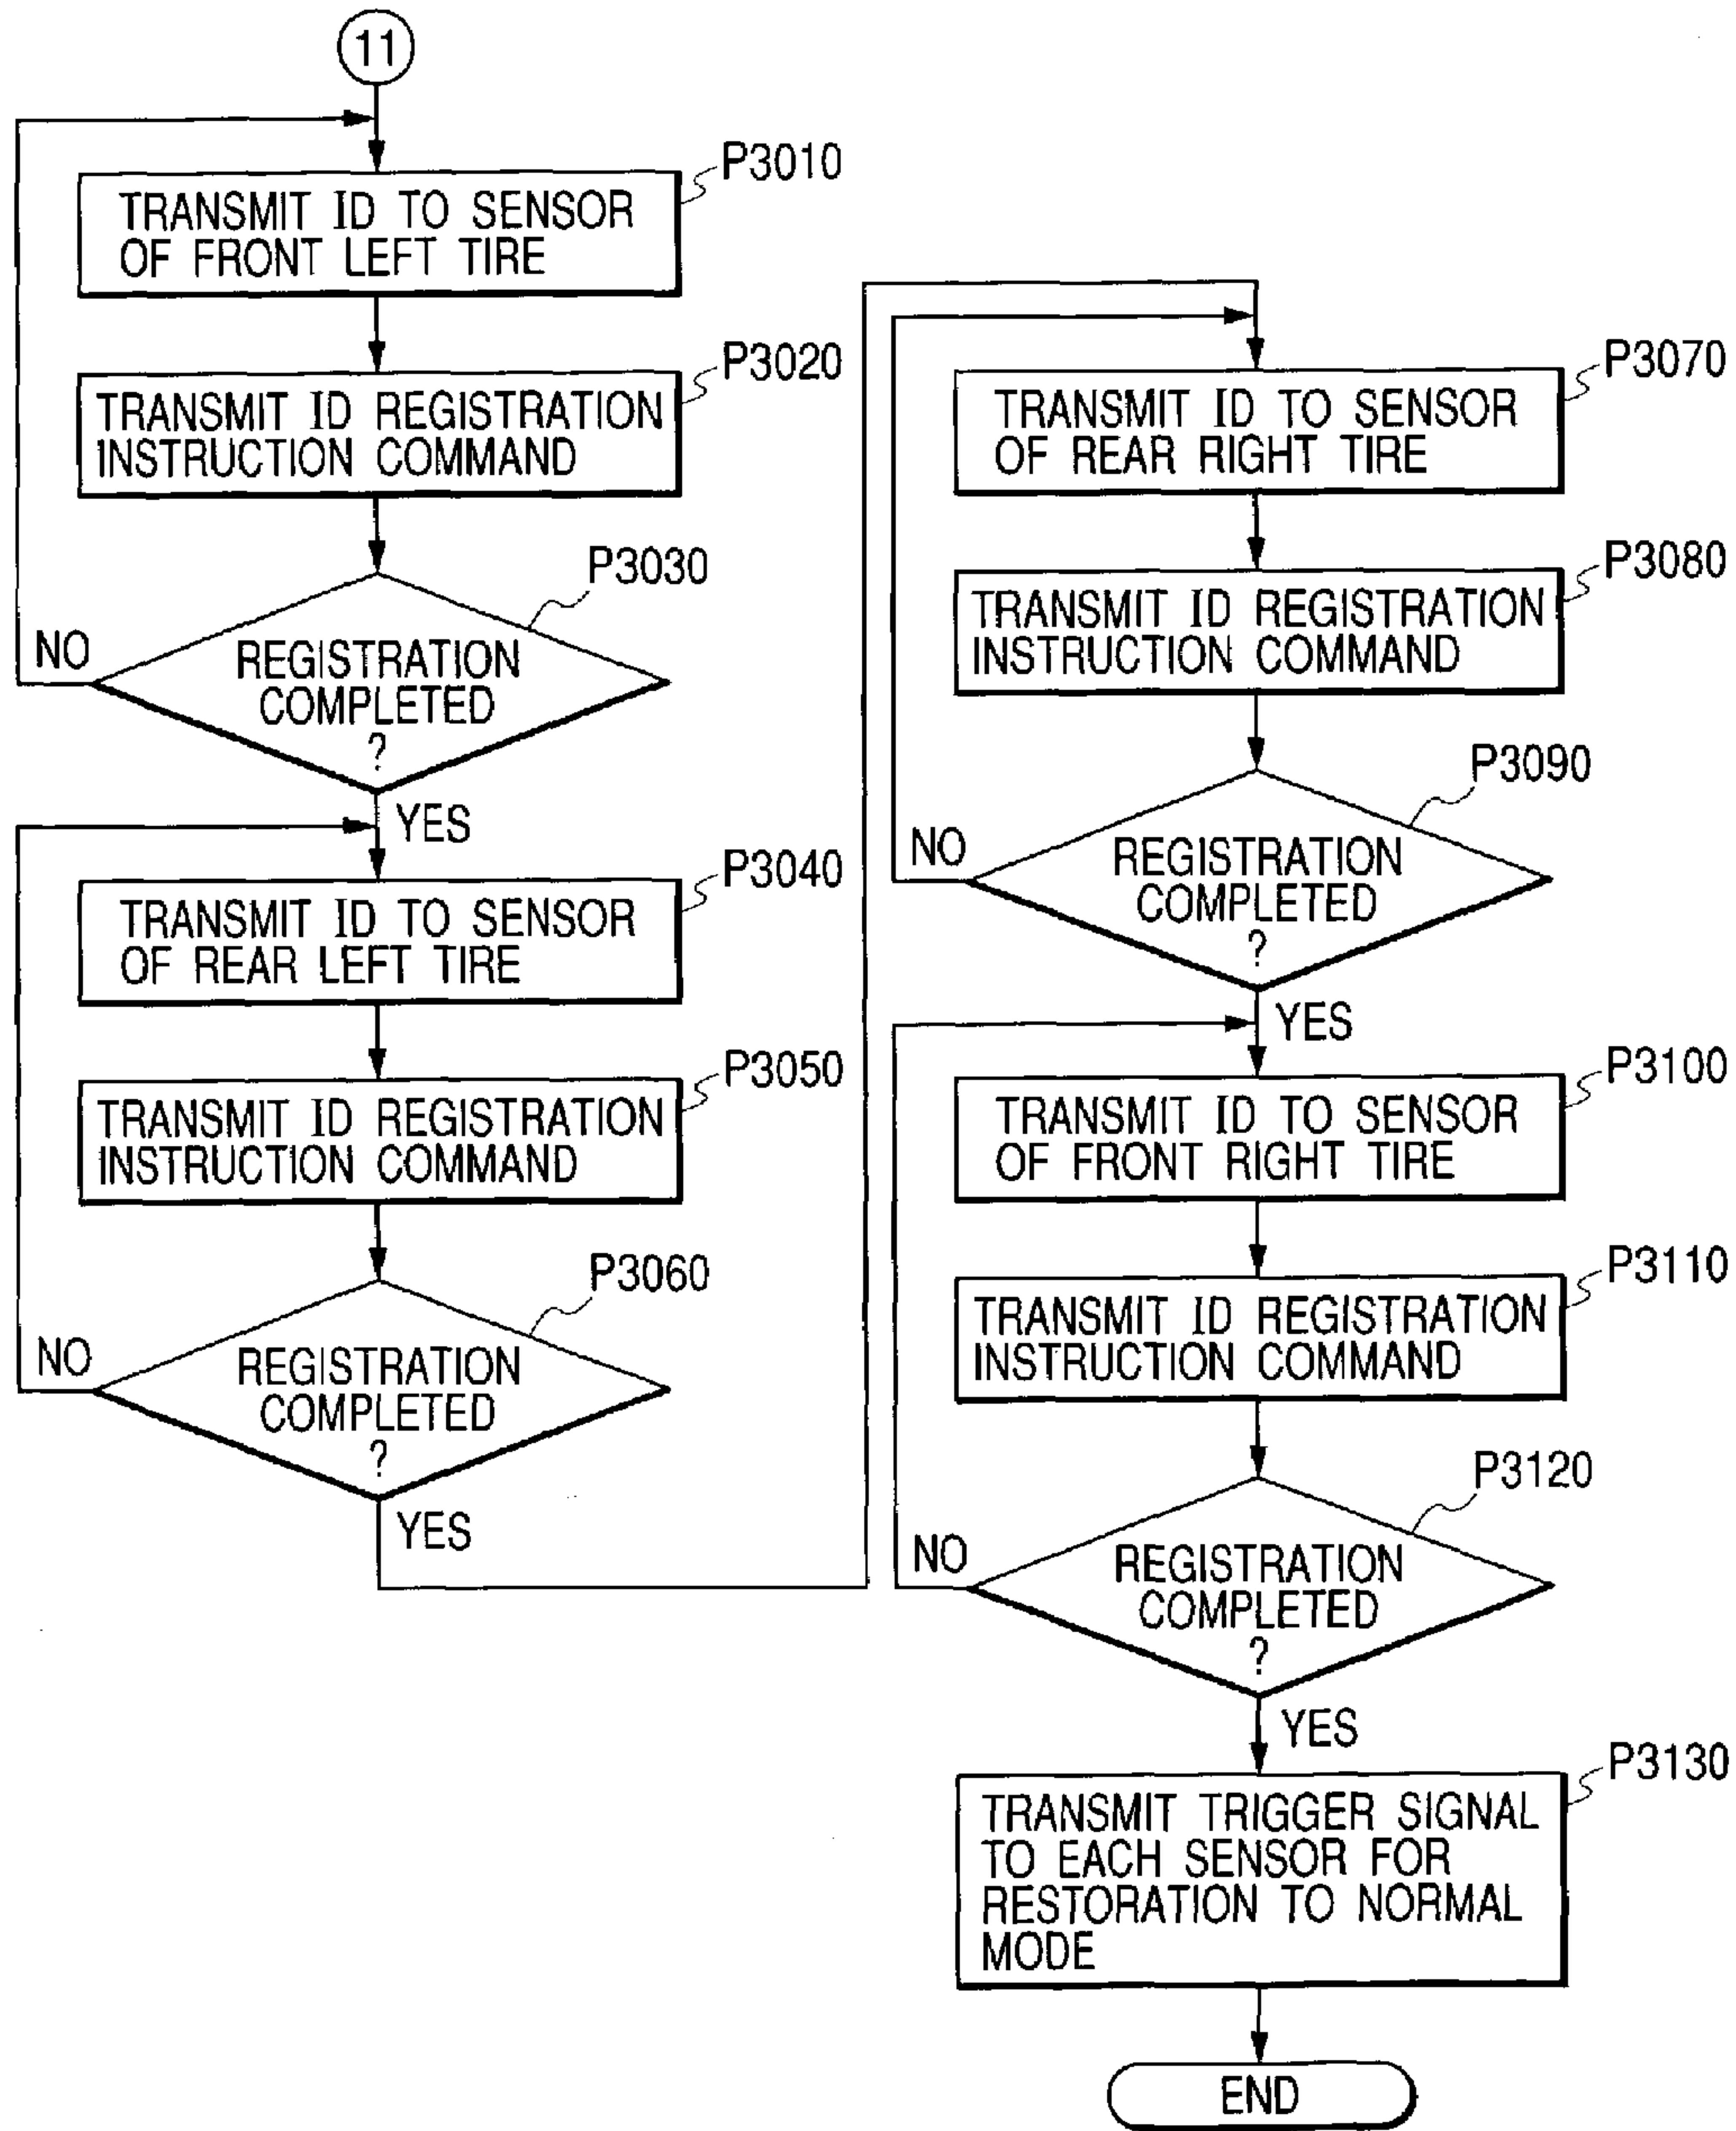 11
P3010
TRANSMIT ID TO SENSOR
OF FRONT LEFT TIRE
P3020
TRANSMIT ID REGISTRATION
INSTRUCTION COMMAND
P3030
NO
REGISTRATION
COMPLETED
?
YES
P3040
TRANSMIT ID TO SENSOR
OF REAR LEFT TIRE
P3050
TRANSMIT ID REGISTRATION
INSTRUCTION COMMAND
P3060
NO
REGISTRATION
COMPLETED
?
YES
P3070
TRANSMIT ID TO SENSOR
OF REAR RIGHT TIRE
P3080
TRANSMIT ID REGISTRATION
INSTRUCTION COMMAND
P3090
NO
REGISTRATION
COMPLETED
?
YES
P3100
TRANSMIT ID TO SENSOR
OF FRONT RIGHT TIRE
P3110
TRANSMIT ID REGISTRATION
INSTRUCTION COMMAND
P3120
NO
REGISTRATION
COMPLETED
?
YES
P3130
TRANSMIT TRIGGER SIGNAL
TO EACH SENSOR FOR
RESTORATION TO NORMAL
MODE
END